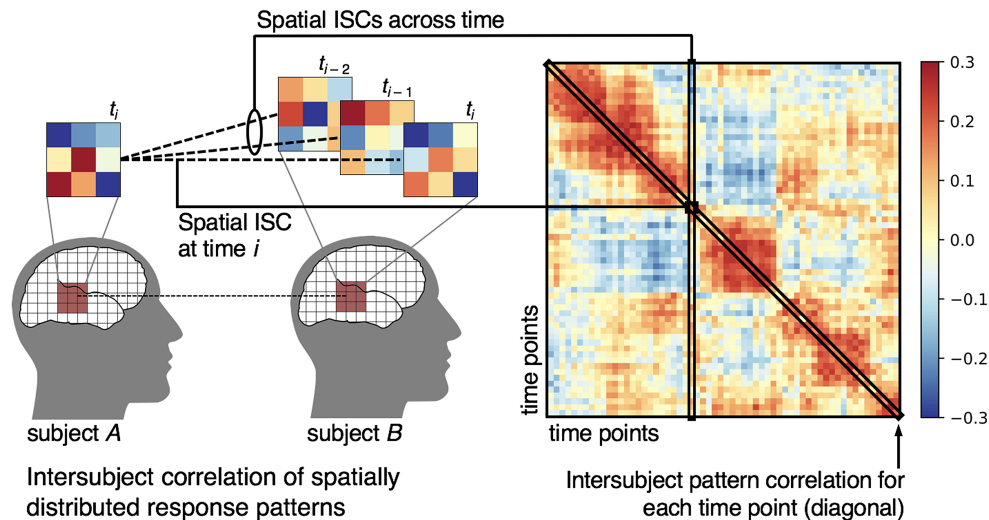 Spatial ISCs across time
t_i
t_{i−2}
t_{i−1}
t_i
Spatial ISC
at time i
subject A
subject B
Intersubject correlation of spatially
distributed response patterns
time points
time points
0.3
0.2
0.1
0.0
−0.1
−0.2
−0.3
Intersubject pattern correlation for
each time point (diagonal)